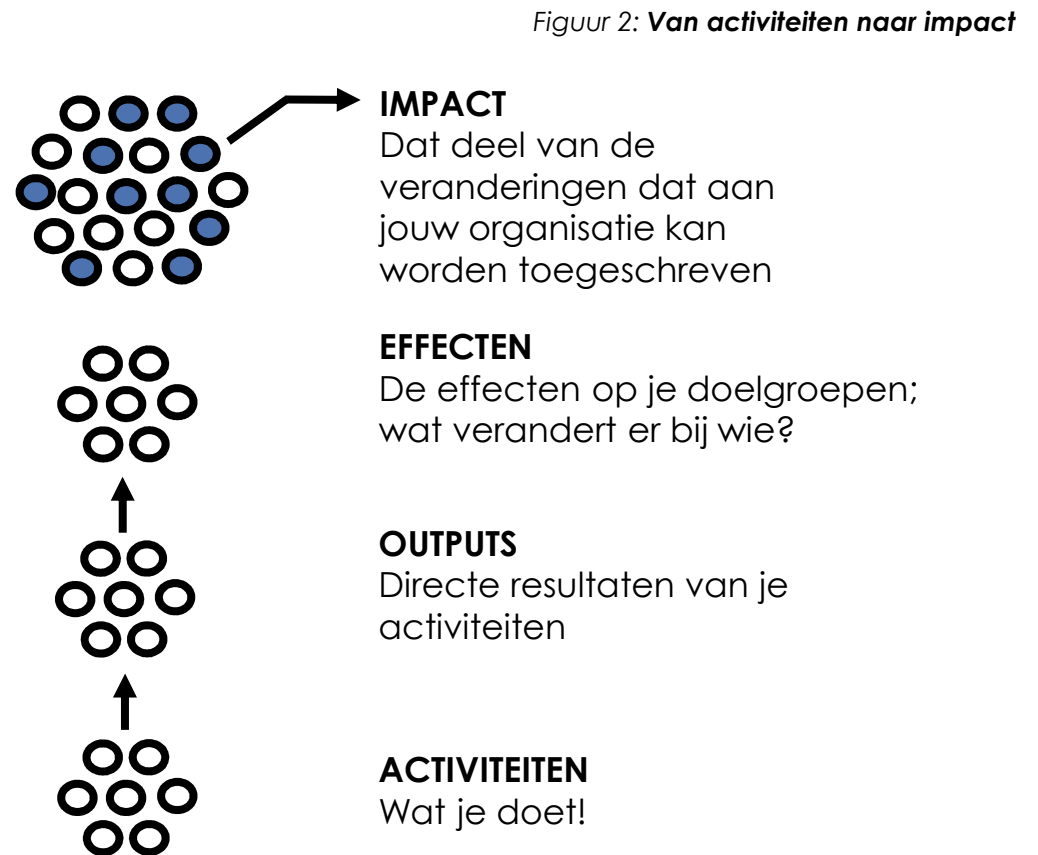 Figuur 2: Van activiteiten naar impact
IMPACT
Dat deel van de
veranderingen dat aan
jouw organisatie kan
worden toegeschreven
EFFECTEN
De effecten op je doelgroepen;
wat verandert er bij wie?
OUTPUTS
Directe resultaten van je
activiteiten
ACTIVITEITEN
Wat je doet!